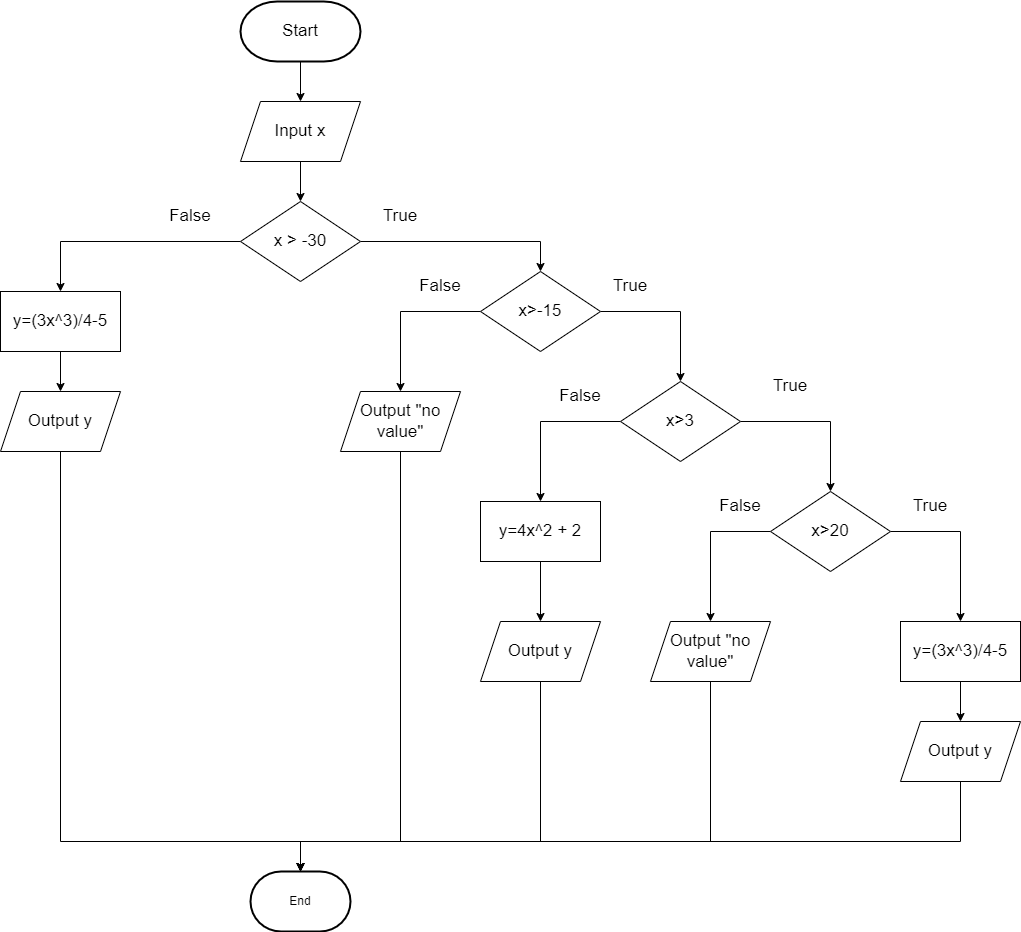 Start
Input x
False
True
x > -30
False
True
x>-15
y=(3x^3)/4-5
False
True
Output y
Output "no
value"
x>3
False
True
y=4x^2 + 2
x>20
Output y
Output "no
value"
y=(3x^3)/4-5
Output y
End